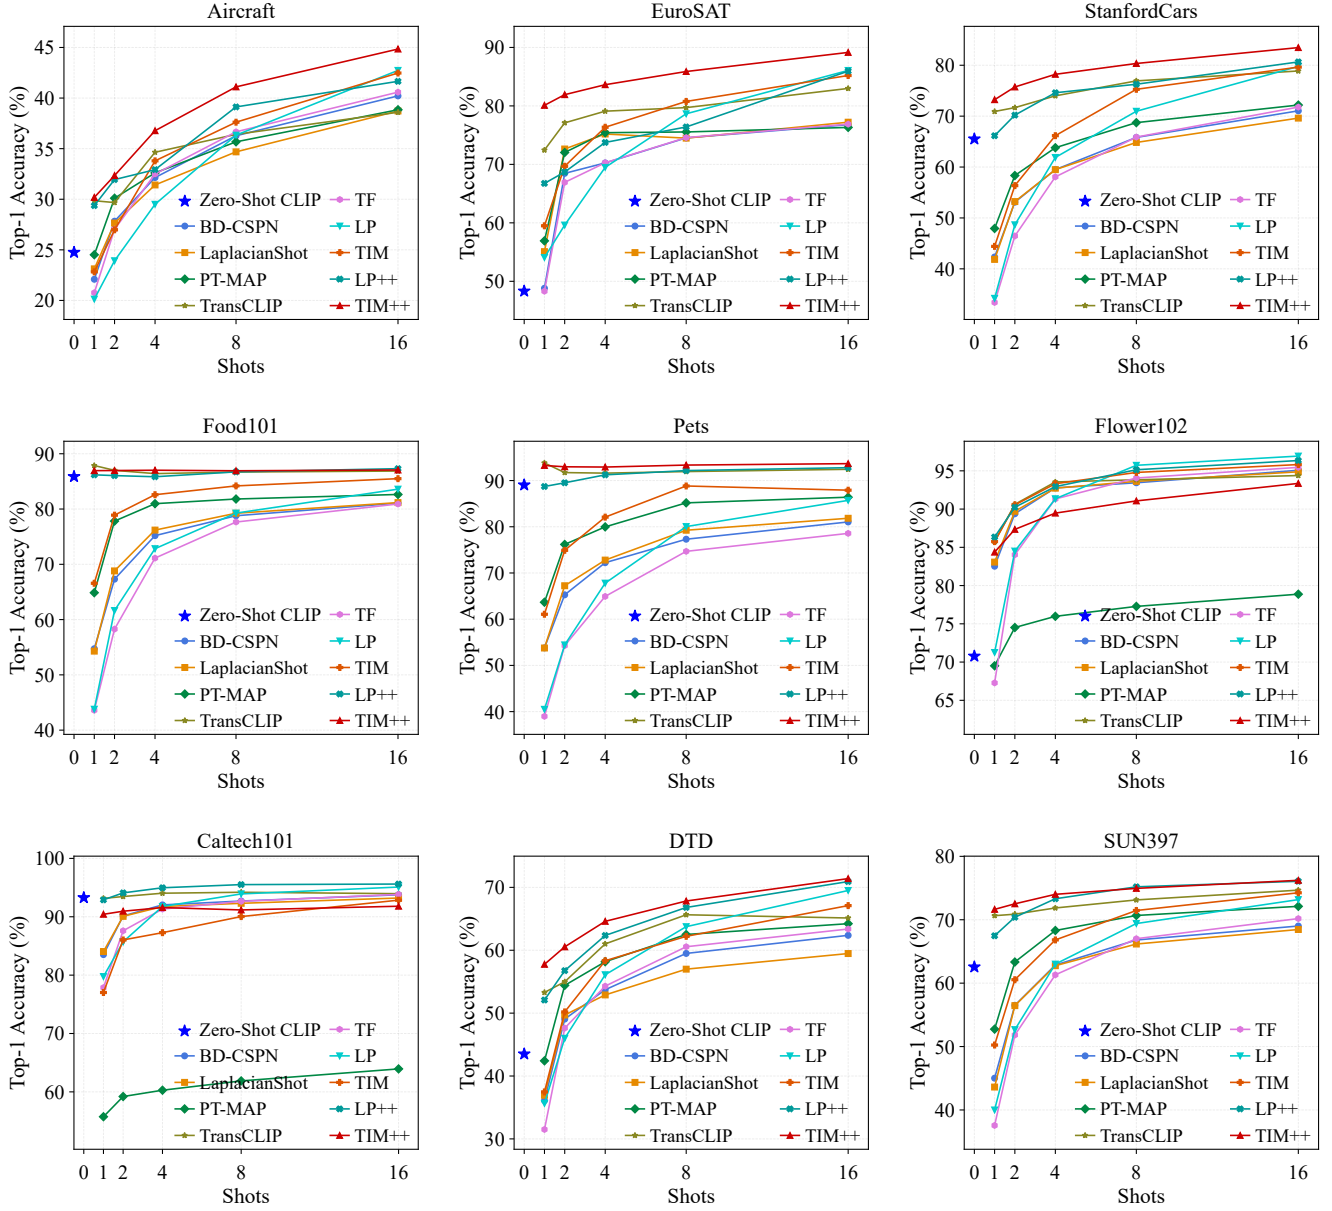 Aircraft
Top-1 Accuracy (%)
45
40
35
30
25
20
Zero-Shot CLIP
BD-CSPN
LaplacianShot
PT-MAP
TransCLIP
TF
LP
TIM
LP++
TIM++
0 1 2 4 8 16
Shots
EuroSAT
Top-1 Accuracy (%)
90
80
70
60
50
Zero-Shot CLIP
BD-CSPN
LaplacianShot
PT-MAP
TransCLIP
TF
LP
TIM
LP++
TIM++
0 1 2 4 8 16
Shots
StanfordCars
Top-1 Accuracy (%)
80
70
60
50
40
Zero-Shot CLIP
BD-CSPN
LaplacianShot
PT-MAP
TransCLIP
TF
LP
TIM
LP++
TIM++
0 1 2 4 8 16
Shots
Food101
Top-1 Accuracy (%)
90
80
70
60
50
40
Zero-Shot CLIP
BD-CSPN
LaplacianShot
PT-MAP
TransCLIP
TF
LP
TIM
LP++
TIM++
0 1 2 4 8 16
Shots
Pets
Top-1 Accuracy (%)
90
80
70
60
50
40
Zero-Shot CLIP
BD-CSPN
LaplacianShot
PT-MAP
TransCLIP
TF
LP
TIM
LP++
TIM++
0 1 2 4 8 16
Shots
Flower102
Top-1 Accuracy (%)
95
90
85
80
75
70
65
Zero-Shot CLIP
BD-CSPN
LaplacianShot
PT-MAP
TransCLIP
TF
LP
TIM
LP++
TIM++
0 1 2 4 8 16
Shots
Caltech101
Top-1 Accuracy (%)
100
90
80
70
60
Zero-Shot CLIP
BD-CSPN
LaplacianShot
PT-MAP
TransCLIP
TF
LP
TIM
LP++
TIM++
0 1 2 4 8 16
Shots
DTD
Top-1 Accuracy (%)
70
60
50
40
30
Zero-Shot CLIP
BD-CSPN
LaplacianShot
PT-MAP
TransCLIP
TF
LP
TIM
LP++
TIM++
0 1 2 4 8 16
Shots
SUN397
Top-1 Accuracy (%)
80
70
60
50
40
Zero-Shot CLIP
BD-CSPN
LaplacianShot
PT-MAP
TransCLIP
TF
LP
TIM
LP++
TIM++
0 1 2 4 8 16
Shots